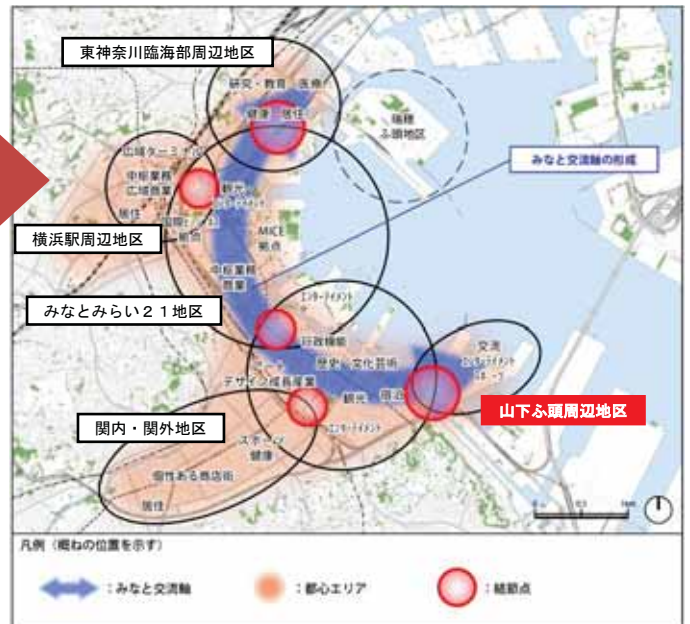 東神奈川臨海部周辺地区
研究・教育・医療
健康 居住
瑞穂
ふ頭地区
広域ターミナル
みなと交流軸の形成
中枢業務
広域商業
観光
居住
拠点
MICE
拠点
横浜駅周辺地区
中枢業務
商業
みなとみらい21地区
エンターテイメント
行政機能
交流
エンターテイメント
歴史 文化芸術
デザイン成長産業
観光
山下ふ頭周辺地区
エンターテイメント
関内・関外地区
スポーツ
健康
個性ある商店街
居住
凡例(概ねの位置を示す)
:みなと交流軸
:都心エリア
:結節点